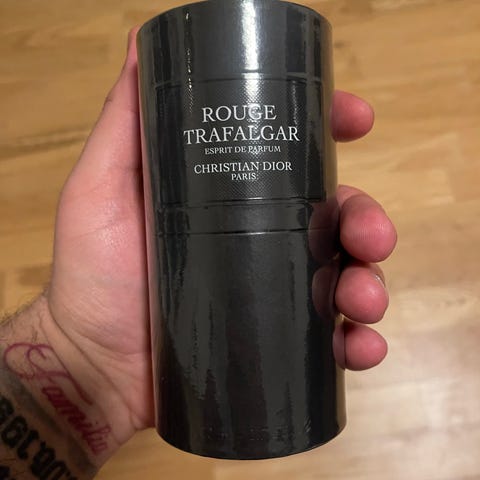 ROUGE
TRAFALGAR
ESPRIT DE PARFUM
CHRISTIAN DIOR
PARIS
Familia